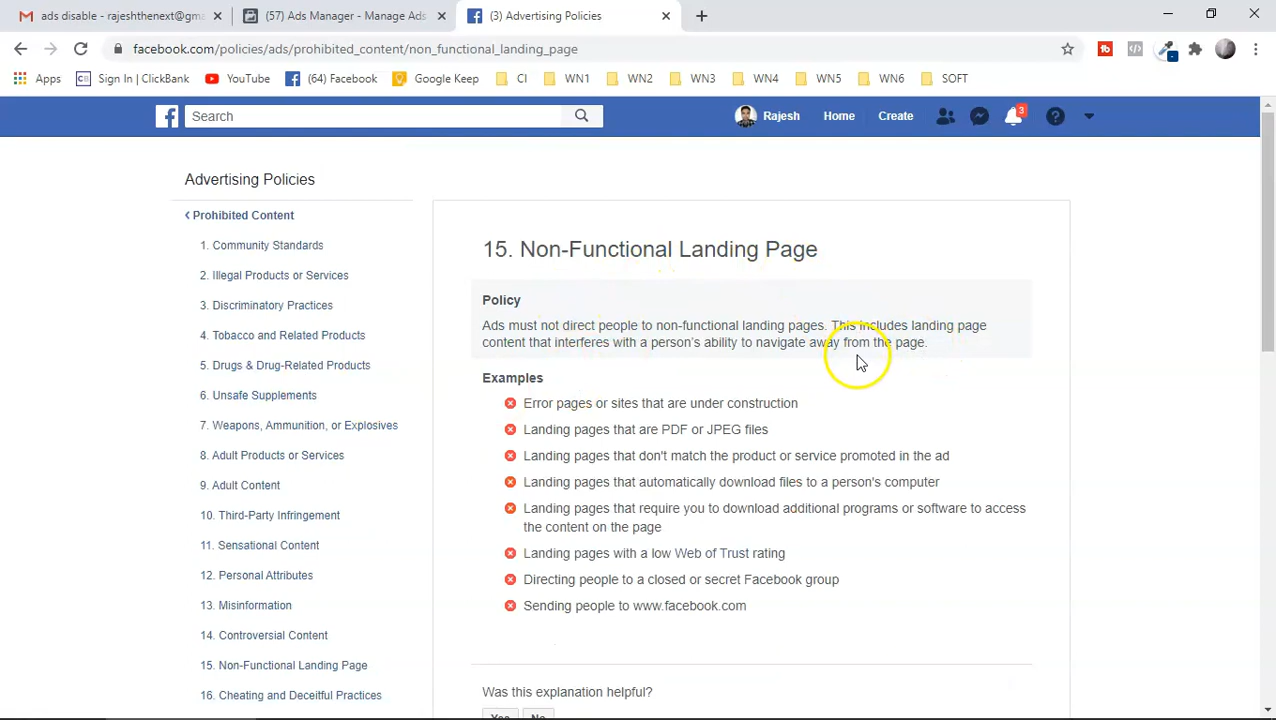 ads disable - rajeshthenext@gma
(57) Ads Manager - Manage Ads
(3) Advertising Policies
facebook.com/policies/ads/prohibited_content/non_functional_landing_page
Apps
Sign In | ClickBank
YouTube
(64) Facebook
Google Keep
CI
WN1
WN2
WN3
WN4
WN5
WN6
SOFT
Search
Rajesh
Home
Create
3
Advertising Policies
Prohibited Content
1. Community Standards
2. Illegal Products or Services
3. Discriminatory Practices
4. Tobacco and Related Products
5. Drugs & Drug-Related Products
6. Unsafe Supplements
7. Weapons, Ammunition, or Explosives
8. Adult Products or Services
9. Adult Content
10. Third-Party Infringement
11. Sensational Content
12. Personal Attributes
13. Misinformation
14. Controversial Content
15. Non-Functional Landing Page
16. Cheating and Deceitful Practices
15. Non-Functional Landing Page
Policy
Ads must not direct people to non-functional landing pages. This includes landing page
content that interferes with a person's ability to navigate away from the page.
Examples
Error pages or sites that are under construction
Landing pages that are PDF or JPEG files
Landing pages that don't match the product or service promoted in the ad
Landing pages that automatically download files to a person's computer
Landing pages that require you to download additional programs or software to access
the content on the page
Landing pages with a low Web of Trust rating
Directing people to a closed or secret Facebook group
Sending people to www.facebook.com
Was this explanation helpful?
Yes
No